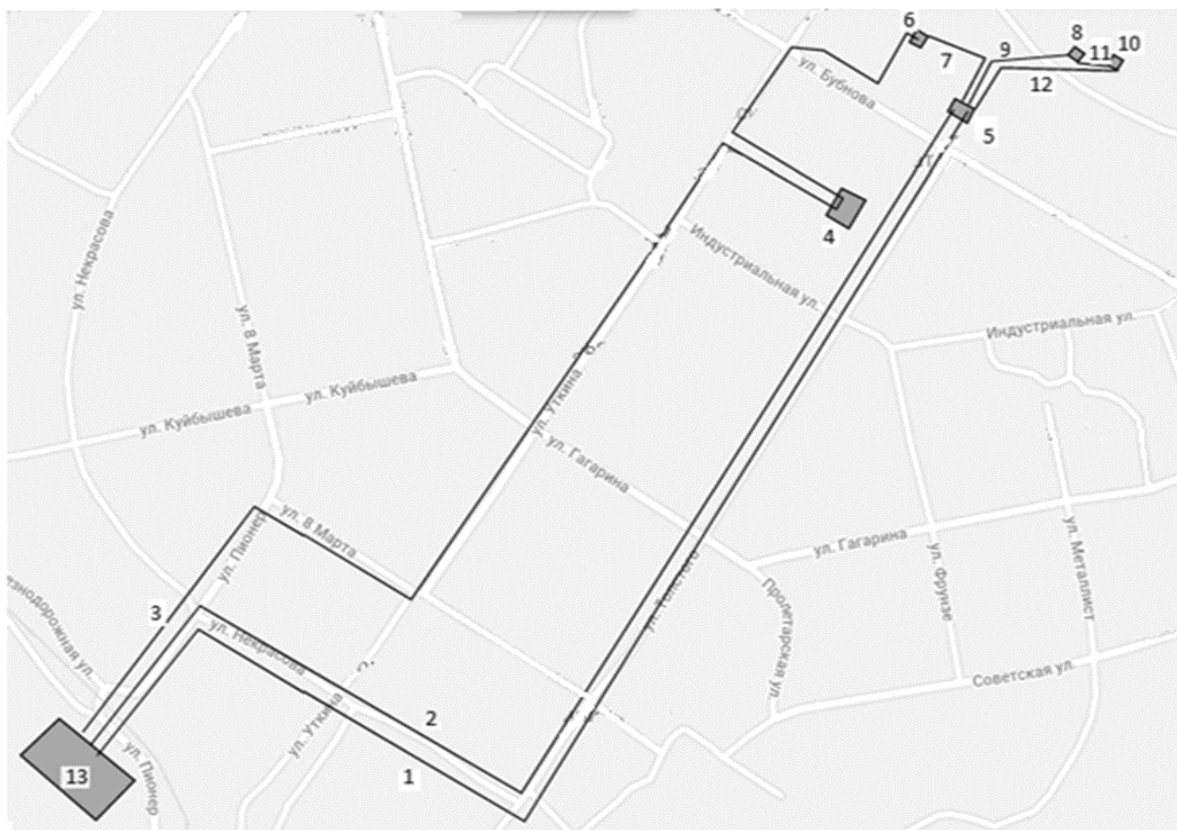 6
8
10
9
11
7
12
ул. Бубнова
5
4
ул. Некрасова
Индустриальная ул.
Индустриальная ул.
ул. 8 Марта
ул. Куйбышева
ул. Куйбышева
ул. Уткина
ул. Гагарина
ул. 8 Марта
ул. Гагарина
ул. Пионер
ул. Фрунзе
ул. Металлист
ул. Толстого
Пролетарская ул.
3
ул. Некрасова
Советская ул.
ул. Уткина
2
ул. Пионер
13
1